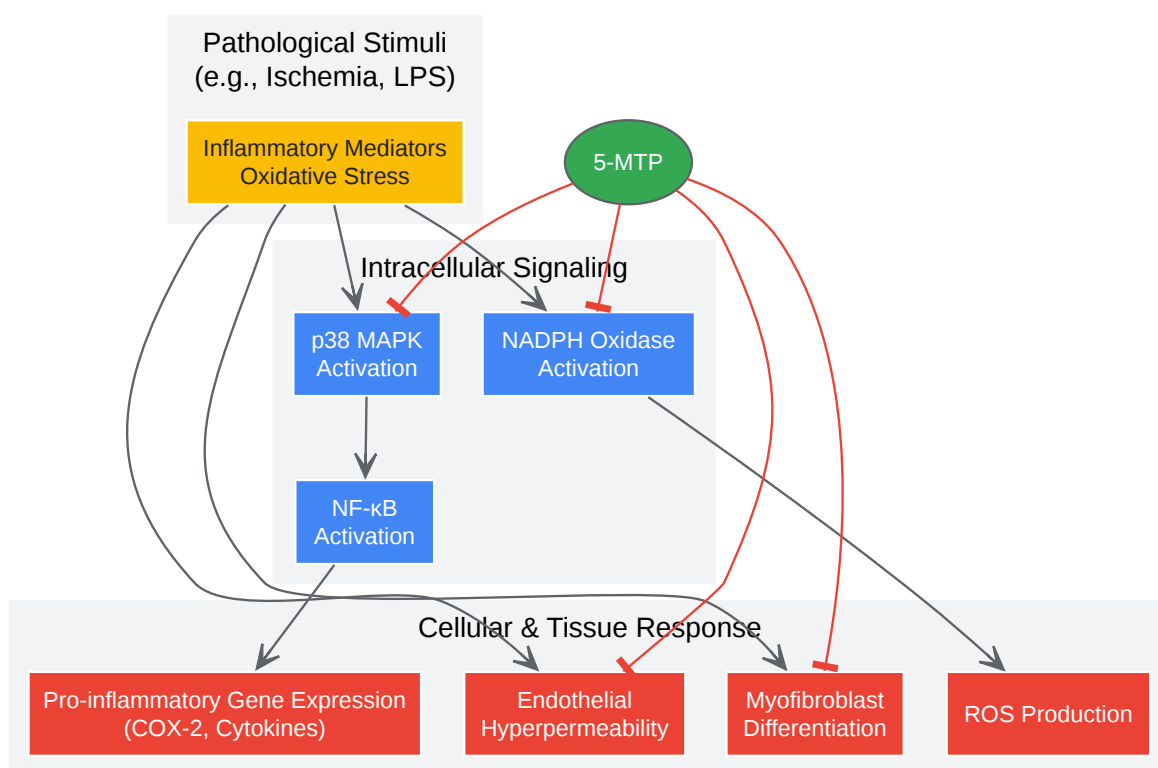 Pathological Stimuli
(e.g., Ischemia, LPS)
Inflammatory Mediators
Oxidative Stress
5-MTP
Intracellular Signaling
p38 MAPK
Activation
NADPH Oxidase
Activation
NF-κB
Activation
Cellular & Tissue Response
Pro-inflammatory Gene Expression
(COX-2, Cytokines)
Endothelial
Hyperpermeability
Myofibroblast
Differentiation
ROS Production